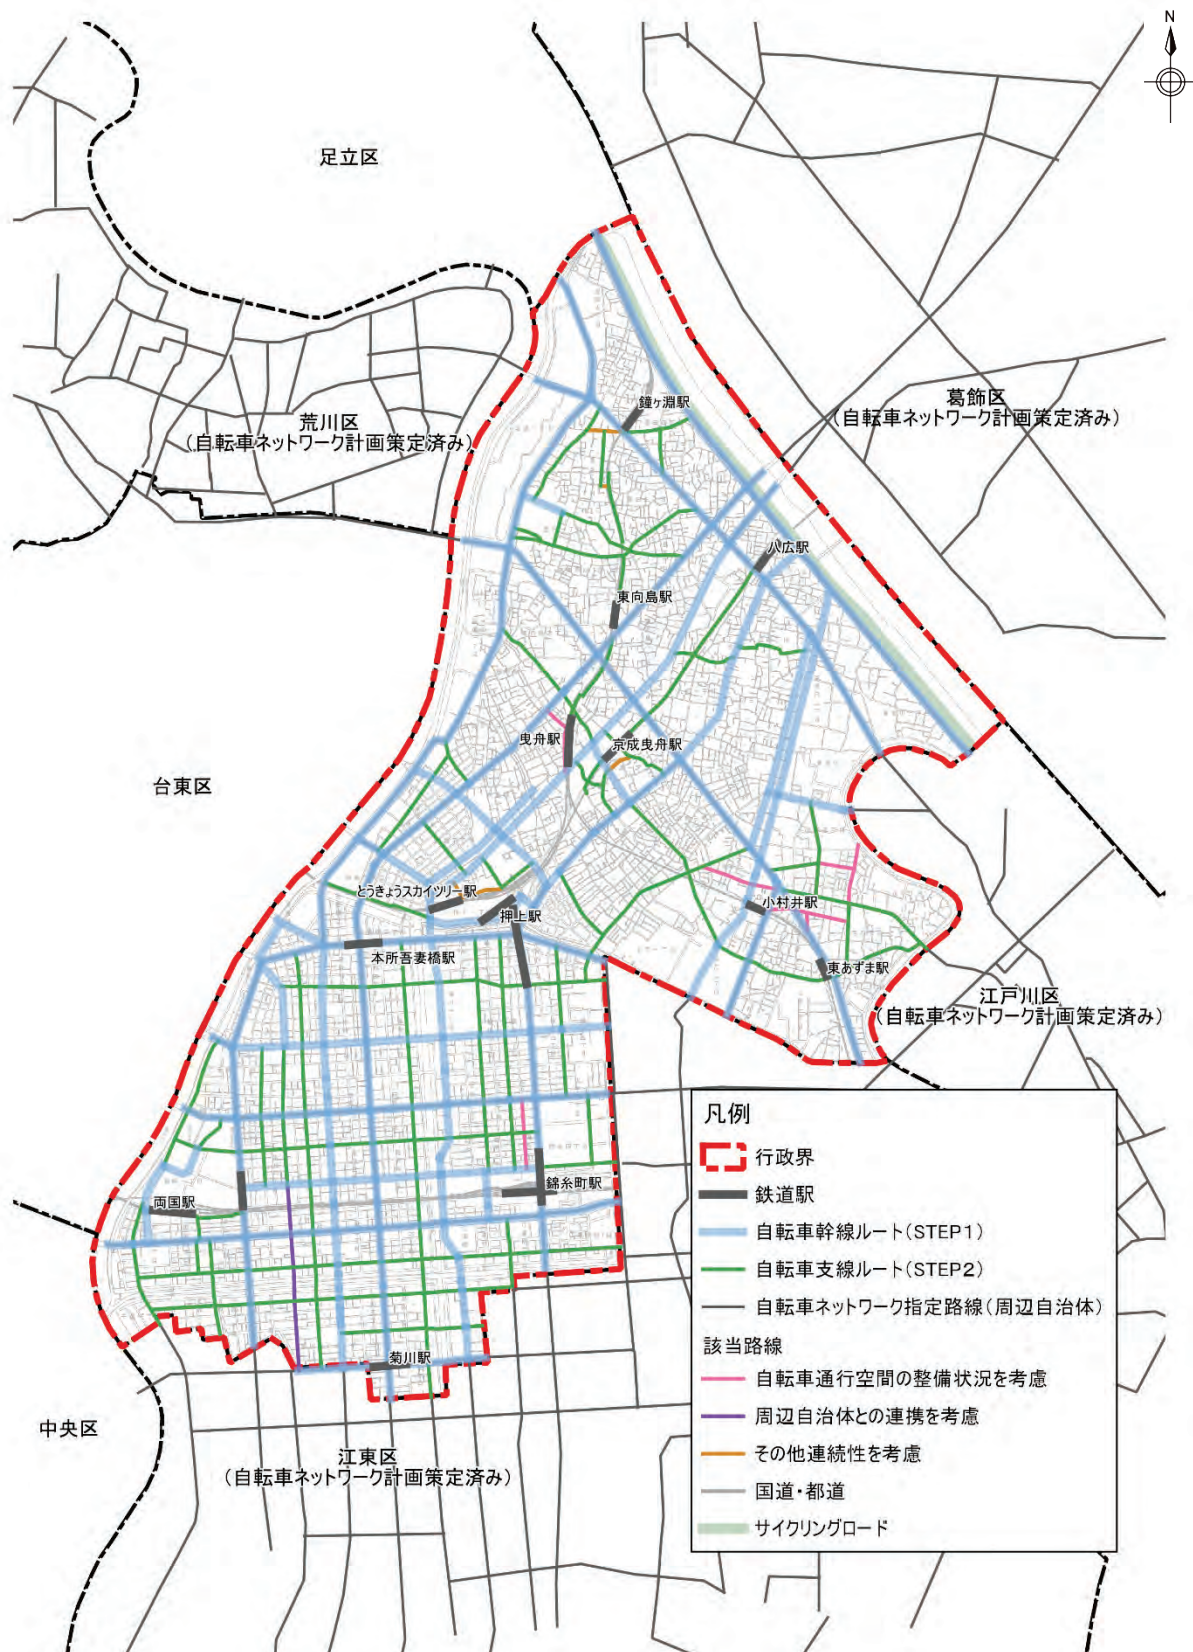 N
足立区
荒川区
(自転車ネットワーク計画策定済み)
葛飾区
(自転車ネットワーク計画策定済み)
鐘ヶ淵駅
八広駅
東向島駅
曳舟駅
京成曳舟駅
台東区
とうきょうスカイツリー駅
押上駅
小村井駅
本所吾妻橋駅
東あずま駅
江戸川区
(自転車ネットワーク計画策定済み)
両国駅
錦糸町駅
菊川駅
中央区
江東区
(自転車ネットワーク計画策定済み)
凡例
行政界
鉄道駅
自転車幹線ルート(STEP1)
自転車支線ルート(STEP2)
自転車ネットワーク指定路線(周辺自治体)
該当路線
自転車通行空間の整備状況を考慮
周辺自治体との連携を考慮
その他連続性を考慮
国道・都道
サイクリングロード